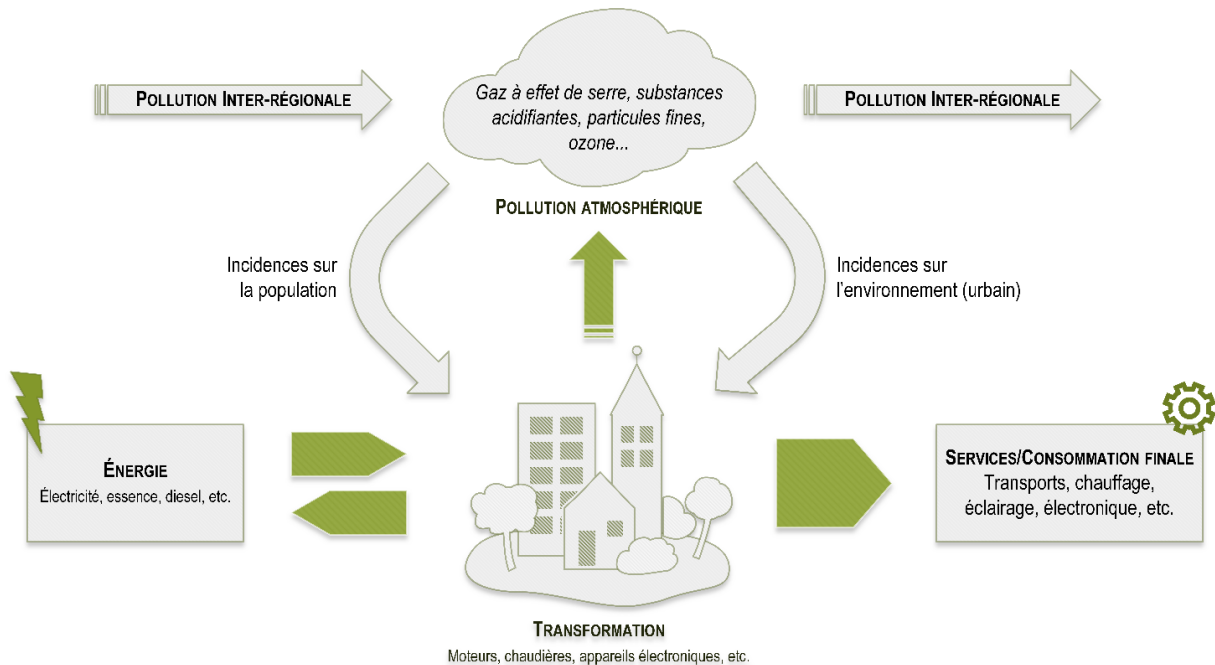 POLLUTION INTER-RÉGIONALE
Gaz à effet de serre, substances
acidifiantes, particules fines,
ozone...
POLLUTION INTER-RÉGIONALE
POLLUTION ATMOSPHÉRIQUE
Incidences sur
la population
Incidences sur
l'environnement (urbain)
ÉNERGIE
Électricité, essence, diesel, etc.
SERVICES/CONSOMMATION FINALE
Transports, chauffage,
éclairage, électronique, etc.
TRANSFORMATION
Moteurs, chaudières, appareils électroniques, etc.